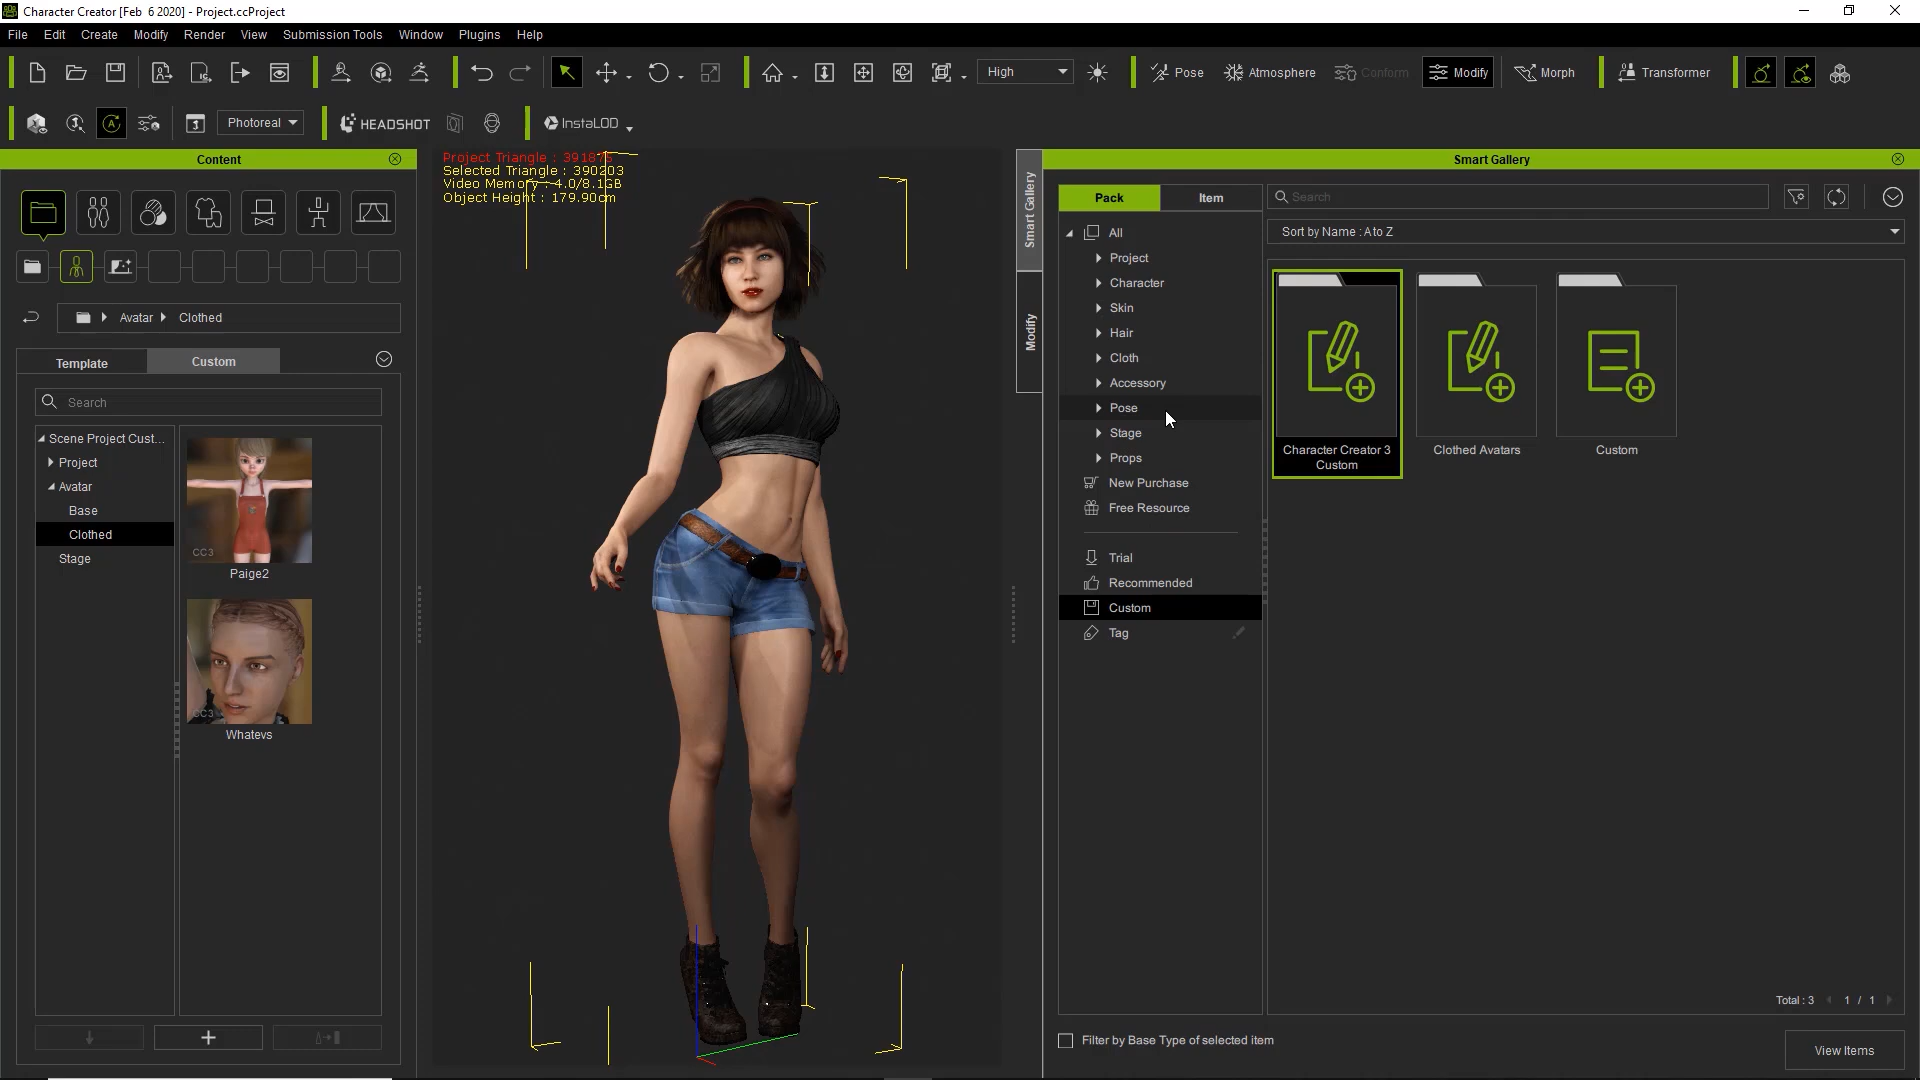 Character Creator [Feb  6 2020] - Project.ccProject
File Edit Create Modify Render View Submission Tools Window Plugins Help
High Pose Atmosphere Conform Modify Morph Transformer
Photoreal HEADSHOT InstaLOD
Content
Avatar Clothed
Template Custom
Search
Scene Project Cust...
Project
Avatar
Base
Clothed
Stage
CC3
Paige2
CC3
Whatevs
Project Triangle : 391875
Selected Triangle : 390203
Video Memory : 4.0/8.1GB
Object Height : 179.90cm
Smart Gallery
Modify
Smart Gallery
Pack Item
Search
Sort by Name : A to Z
All
Project
Character
Skin
Hair
Cloth
Accessory
Pose
Stage
Props
New Purchase
Free Resource
Trial
Recommended
Custom
Tag
Character Creator 3
Custom
Clothed Avatars
Custom
Total : 3 1 / 1
Filter by Base Type of selected item
View Items